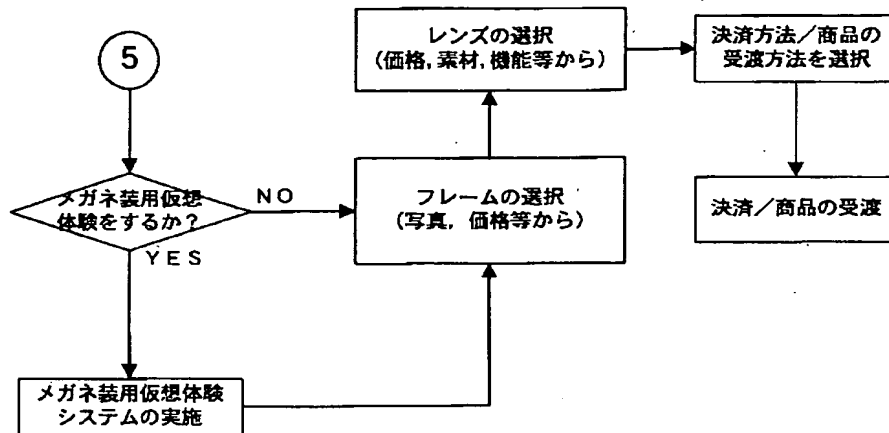 5
メガネ装用仮想
体験をするか？
NO
YES
メガネ装用仮想体験
システムの実施
フレームの選択
(写真，価格等から)
レンズの選択
(価格，素材，機能等から)
決済方法／商品の
受渡方法を選択
決済／商品の受渡